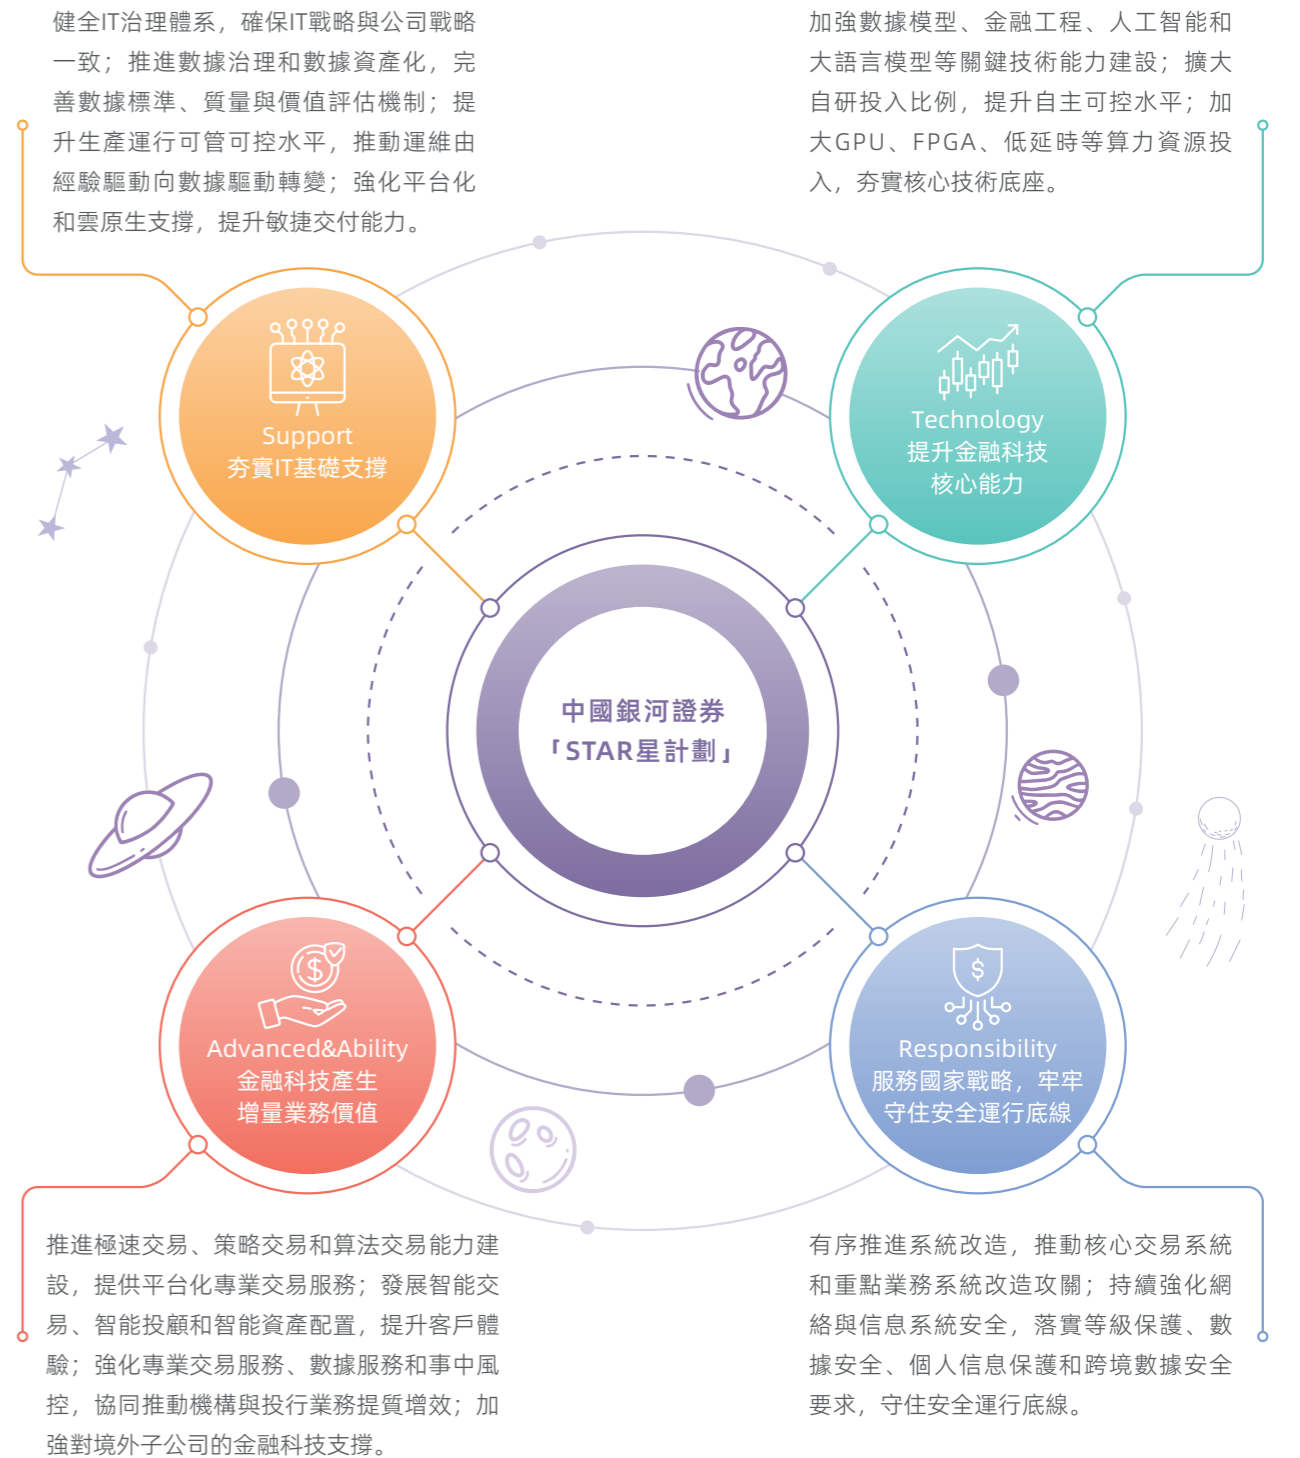 健全IT治理體系，確保IT戰略與公司戰略
一致；推進數據治理和數據資產化，完
善數據標準、質量與價值評估機制；提
升生產運行可管可控水平，推動運維由
經驗驅動向數據驅動轉變；強化平台化
和雲原生支撐，提升敏捷交付能力。
加強數據模型、金融工程、人工智能和
大語言模型等關鍵技術能力建設；擴大
自研投入比例，提升自主可控水平；加
大GPU、FPGA、低延時等算力資源投
入，夯實核心技術底座。
Support
夯實IT基礎支撐
Technology
提升金融科技
核心能力
中國銀河證券
「STAR星計劃」
Advanced&Ability
金融科技產生
增量業務價值
Responsibility
服務國家戰略，牢牢
守住安全運行底線
推進極速交易、策略交易和算法交易能力建
設，提供平台化專業交易服務；發展智能交
易、智能投顧和智能資產配置，提升客戶體
驗；強化專業交易服務、數據服務和事中風
控，協同推動機構與投行業務提質增效；加
強對境外子公司的金融科技支撐。
有序推進系統改造，推動核心交易系統
和重點業務系統改造攻關；持續強化網
絡與信息系統安全，落實等級保護、數
據安全、個人信息保護和跨境數據安全
要求，守住安全運行底線。